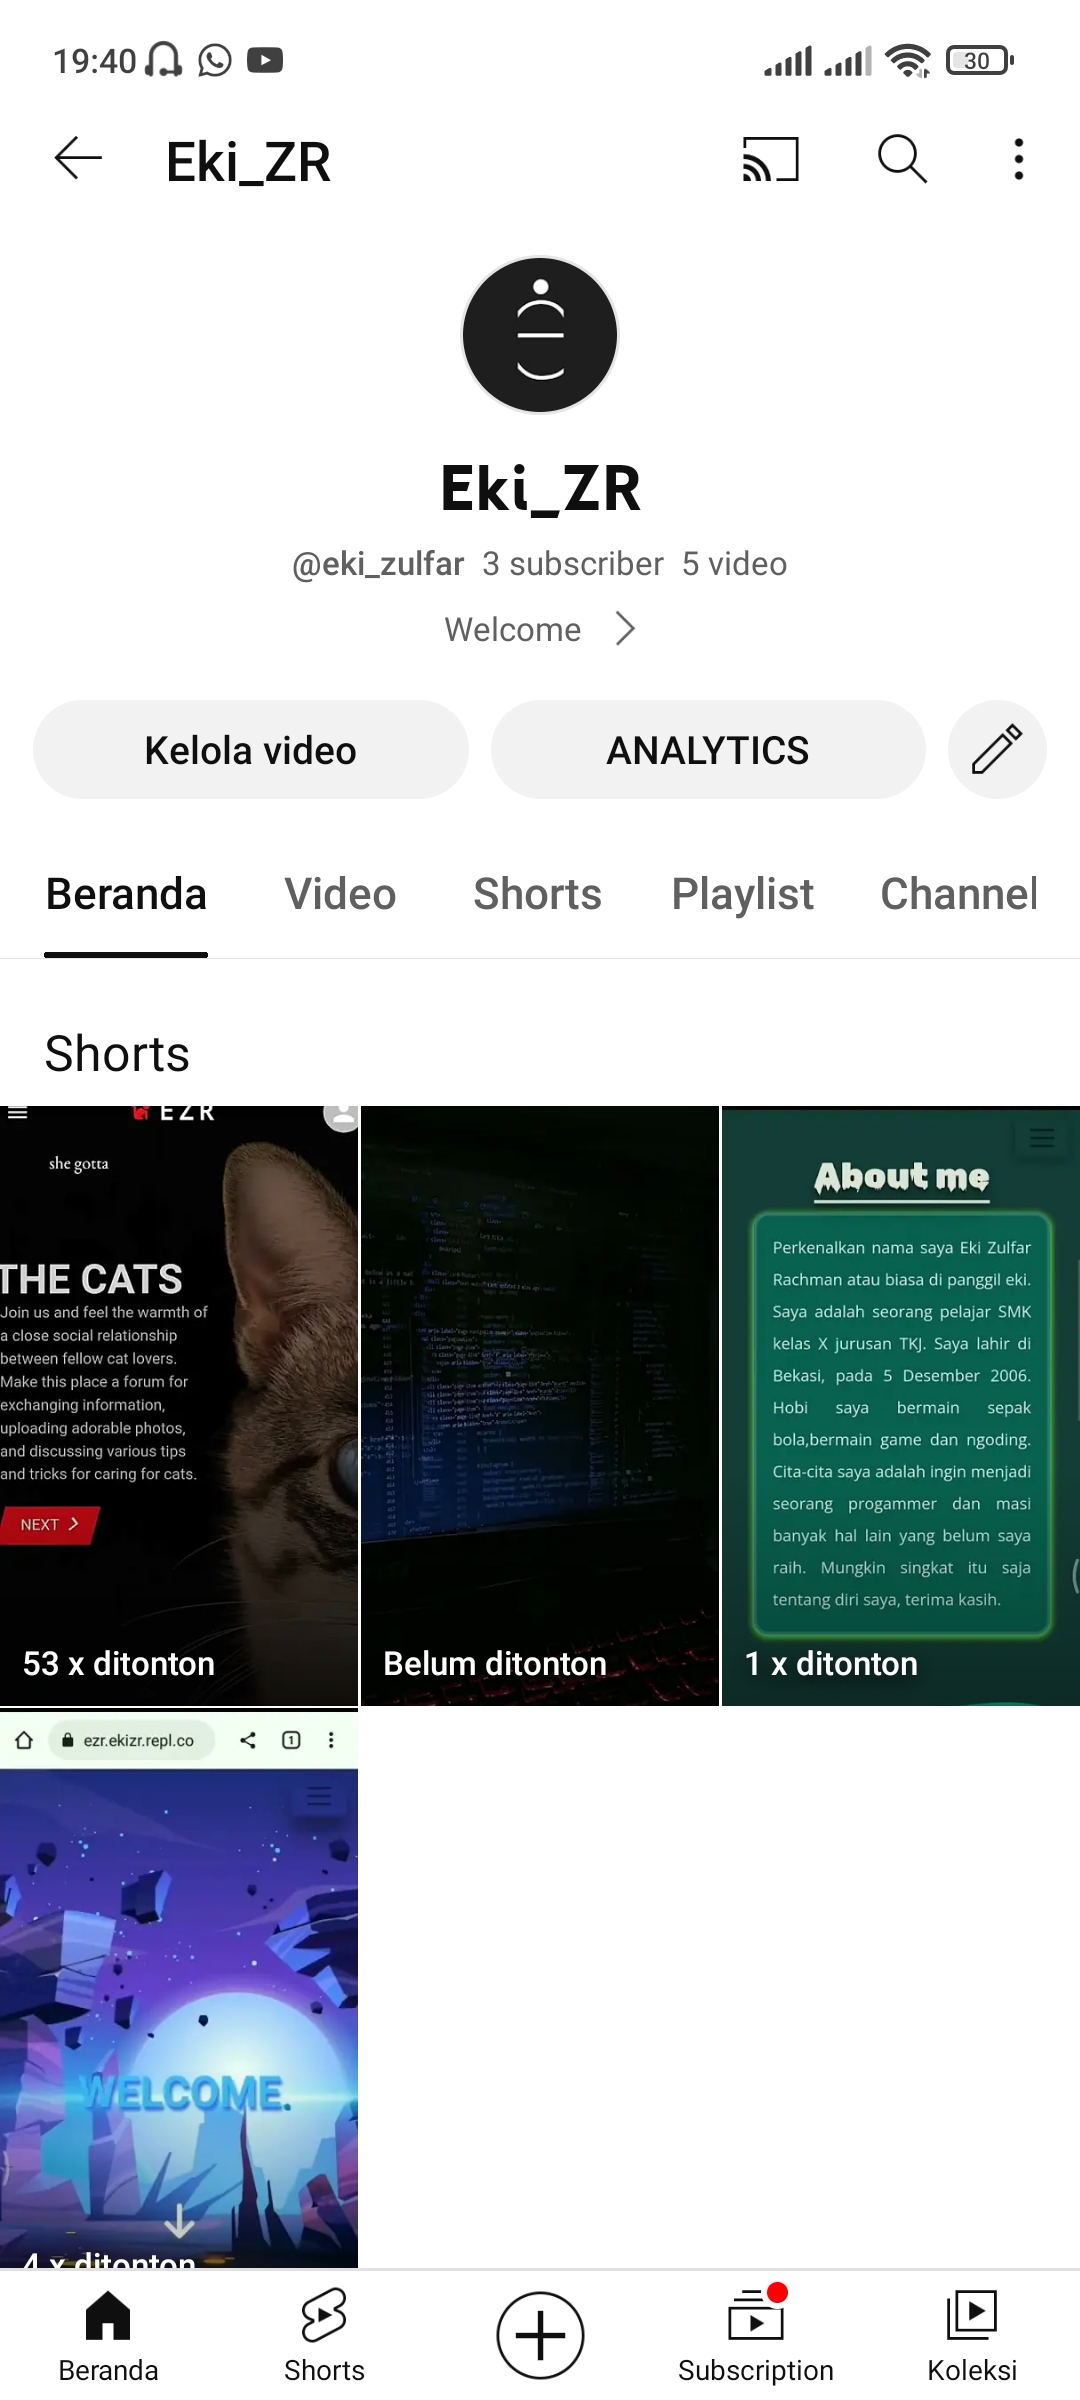 19:40
30
Eki_ZR
Eki_ZR
@eki_zulfar 3 subscriber 5 video
Welcome
Kelola video
ANALYTICS
Beranda
Video
Shorts
Playlist
Channel
Shorts
EZR
she gotta
THE CATS
Join us and feel the warmth of
a close social relationship
between fellow cat lovers.
Make this place a forum for
exchanging information,
uploading adorable photos,
and discussing various tips
and tricks for caring for cats.
NEXT
53 x ditonton
Belum ditonton
About me
Perkenalkan nama saya Eki Zulfar
Rachman atau biasa di panggil eki.
Saya adalah seorang pelajar SMK
kelas X jurusan TKJ. Saya lahir di
Bekasi, pada 5 Desember 2006.
Hobi saya bermain sepak
bola,bermain game dan ngoding.
Cita-cita saya adalah ingin menjadi
seorang progammer dan masi
banyak hal lain yang belum saya
raih. Mungkin singkat itu saja
tentang diri saya, terima kasih.
1 x ditonton
ezr.ekizr.repl.co
1
WELCOME.
4 x ditonton
Beranda
Shorts
Subscription
Koleksi